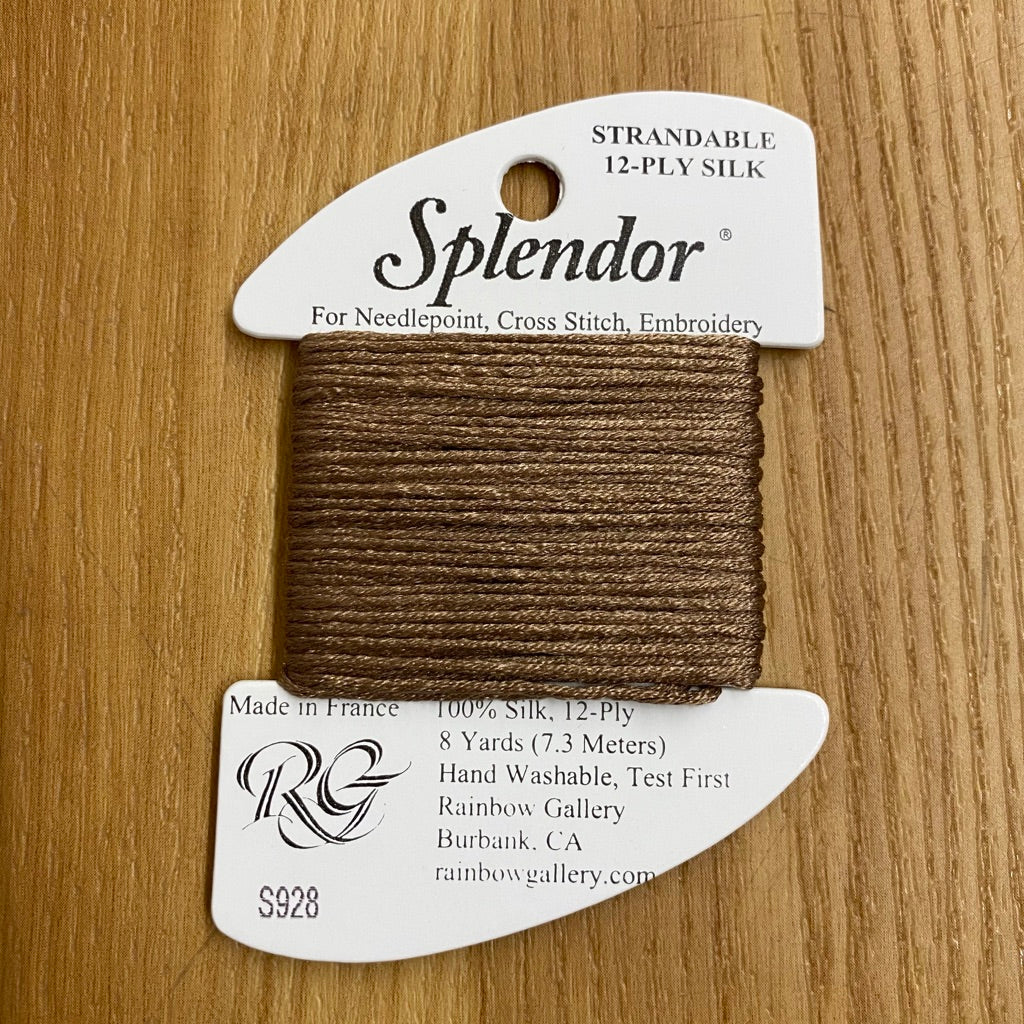 STRANDABLE
12-PLY SILK
Splendor ®
For Needlepoint, Cross Stitch, Embroidery
Made in France
100% Silk, 12-Ply
8 Yards (7.3 Meters)
Hand Washable, Test First
Rainbow Gallery
Burbank, CA
rainbowgallery.com
RG
S928